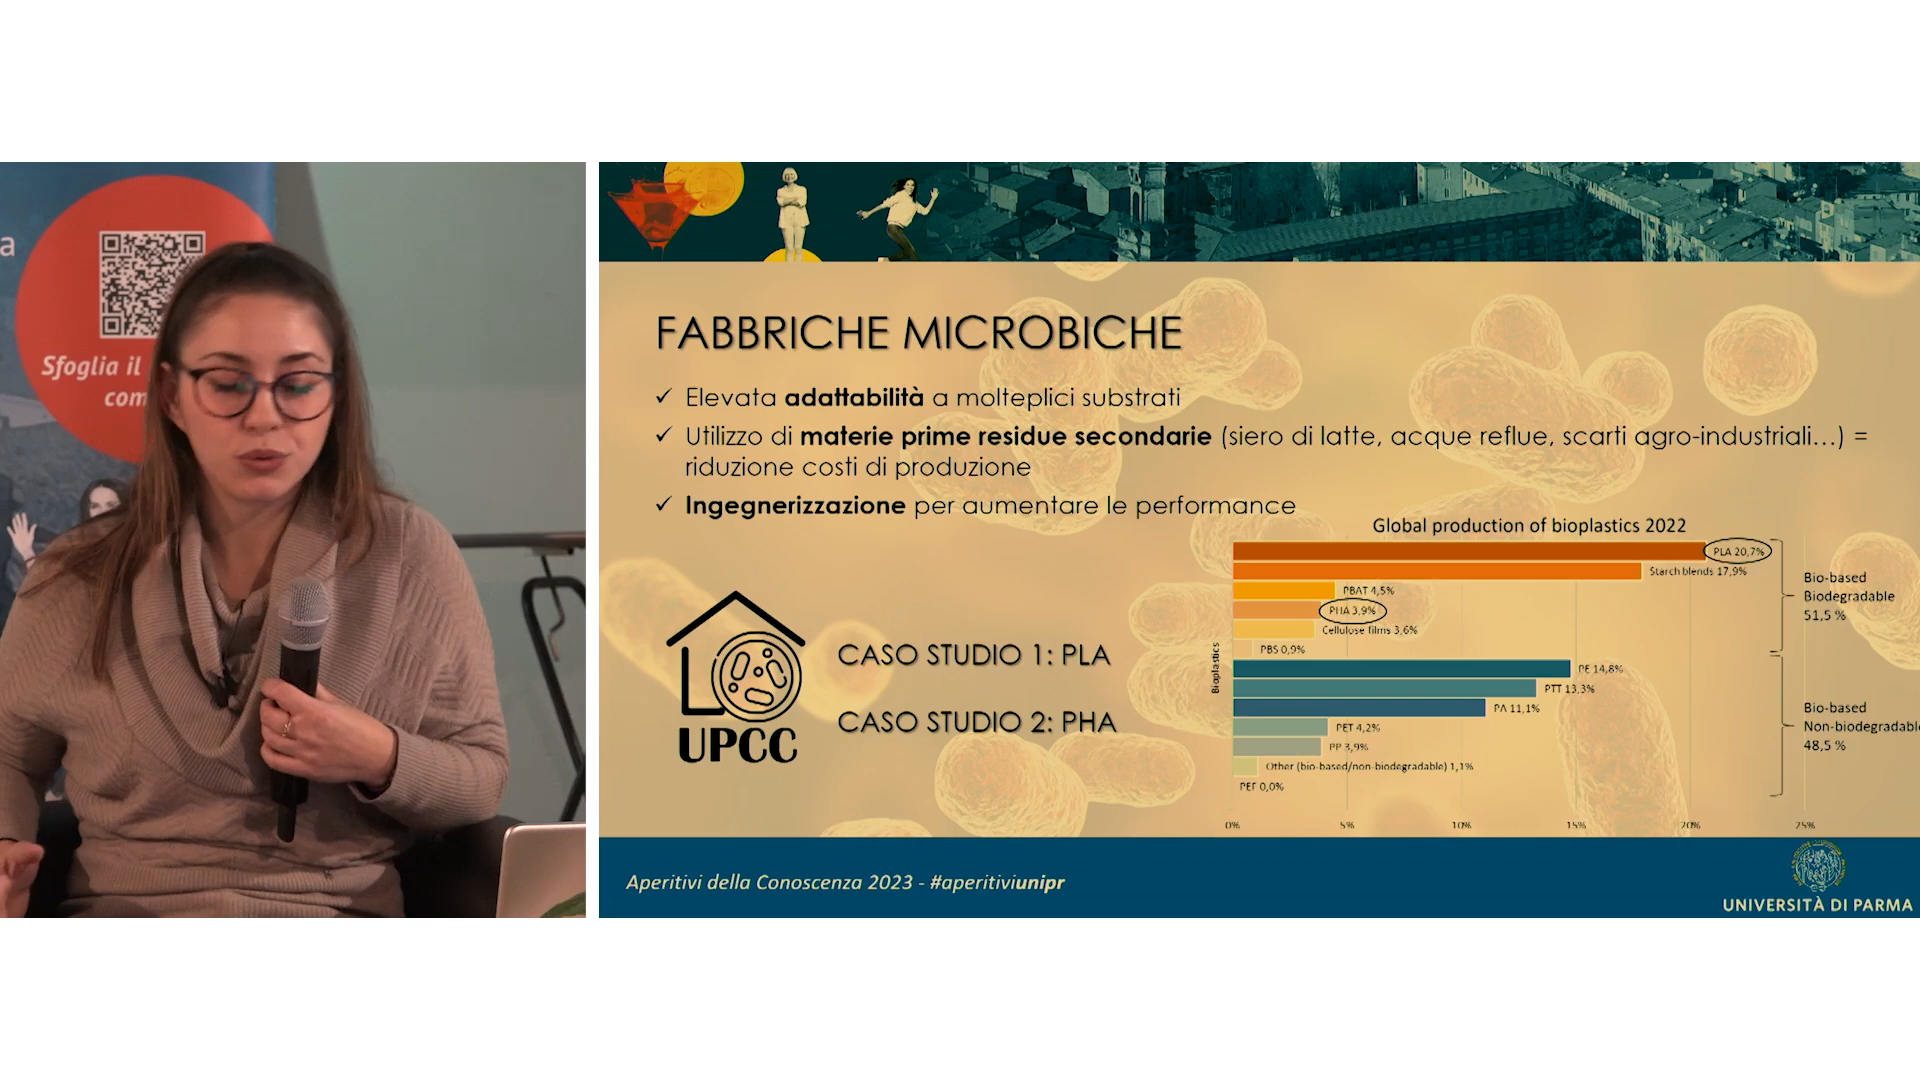 a
Sfoglia il
com
FABBRICHE MICROBICHE
✓ Elevata adattabilità a molteplici substrati
✓ Utilizzo di materie prime residue secondarie (siero di latte, acque reflue, scarti agro-industriali…) =
riduzione costi di produzione
✓ Ingegnerizzazione per aumentare le performance
UPCC
CASO STUDIO 1: PLA
CASO STUDIO 2: PHA
Global production of bioplastics 2022
PLA 20,7%
Starch blends 17,9%
PBAT 4,5%
PHA 3,9%
Cellulose films 3,6%
PBS 0,9%
PE 14,8%
PTT 13,3%
PA 11,1%
PET 4,2%
PP 3,9%
Other (bio-based/non-biodegradable) 1,1%
PEF 0,0%
Bioplastics
0% 5% 10% 15% 20% 25%
Bio-based
Biodegradable
51,5 %
Bio-based
Non-biodegradable
48,5 %
Aperitivi della Conoscenza 2023 - #aperitiviunipr
UNIVERSITÀ DI PARMA